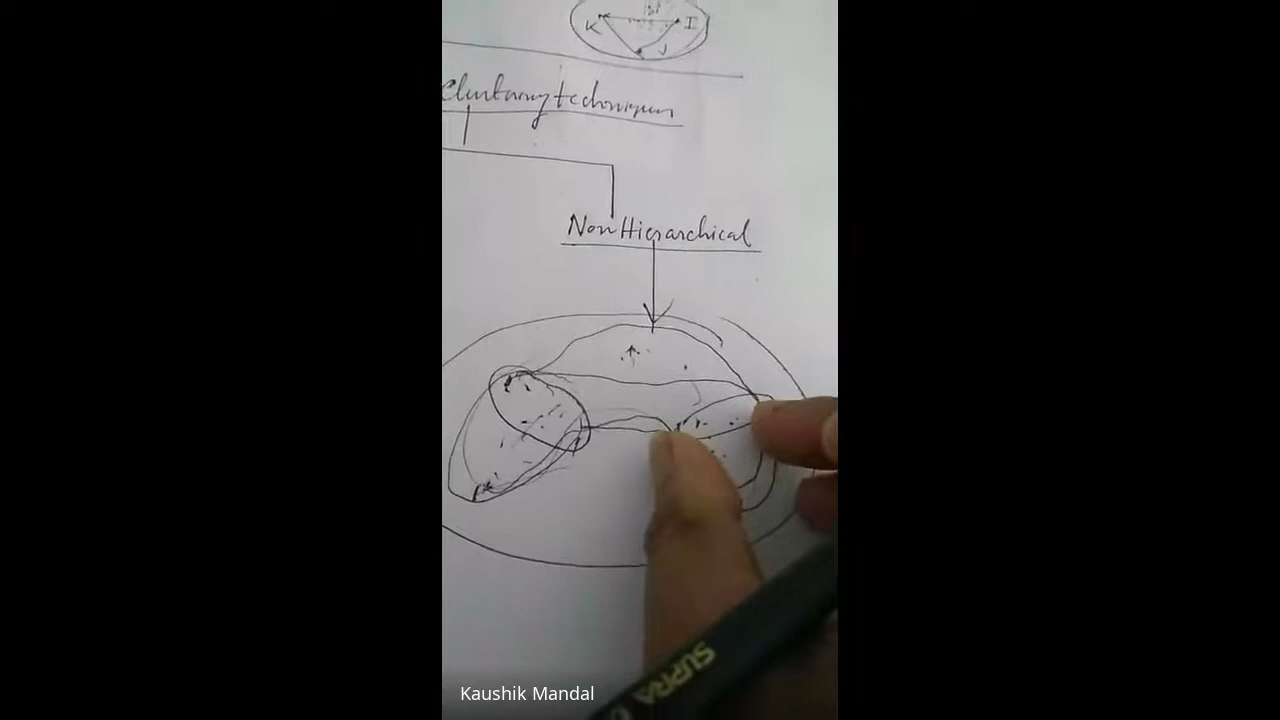 K I
J
Clustering techniques
Non Hierarchical
SUPRA
Kaushik Mandal